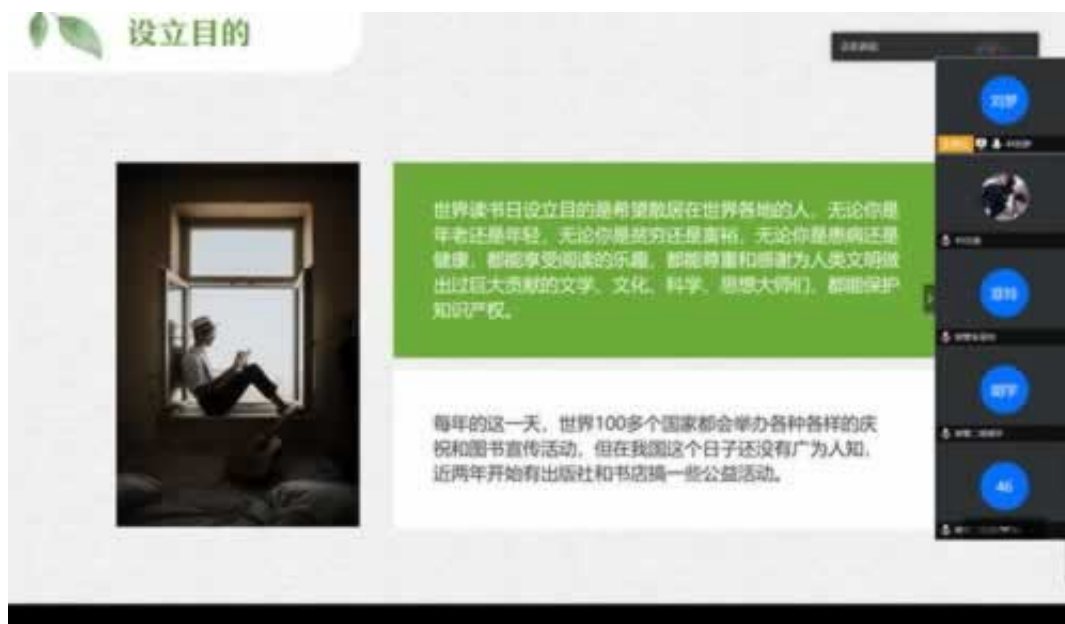 设立目的
世界读书日设立目的是希望散居在世界各地的人，无论你是
年老还是年轻，无论你是贫穷还是富裕，无论你是患病还是
健康，都能享受阅读的乐趣，都能尊重和感谢为人类文明做
出过巨大贡献的文学、文化、科学、思想大师们，都能保护
知识产权。
每年的这一天，世界100多个国家都会举办各种各样的庆
祝和图书宣传活动，但在我国这个日子还没有广为人知，
近两年开始有出版社和书店搞一些公益活动。
刘梦
46